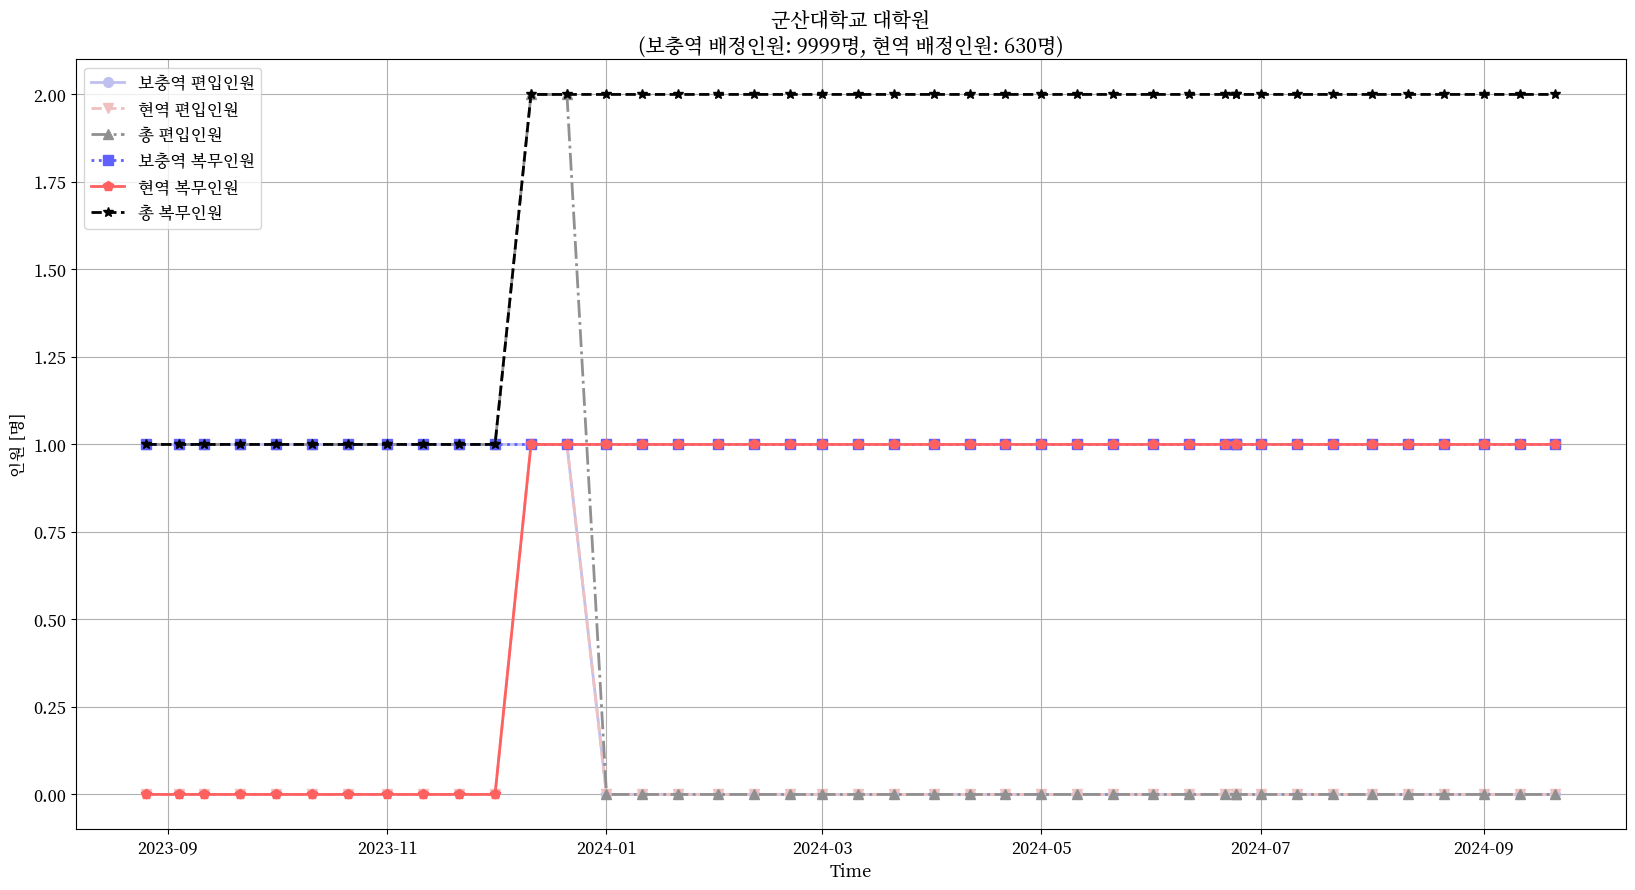 군산대학교 대학원
(보충역 배정인원: 9999명, 현역 배정인원: 630명)
보충역 편입인원
현역 편입인원
총 편입인원
보충역 복무인원
현역 복무인원
총 복무인원
2.00
1.75
1.50
1.25
1.00
0.75
0.50
0.25
0.00
인원 [명]
2023-09
2023-11
2024-01
2024-03
2024-05
2024-07
2024-09
Time